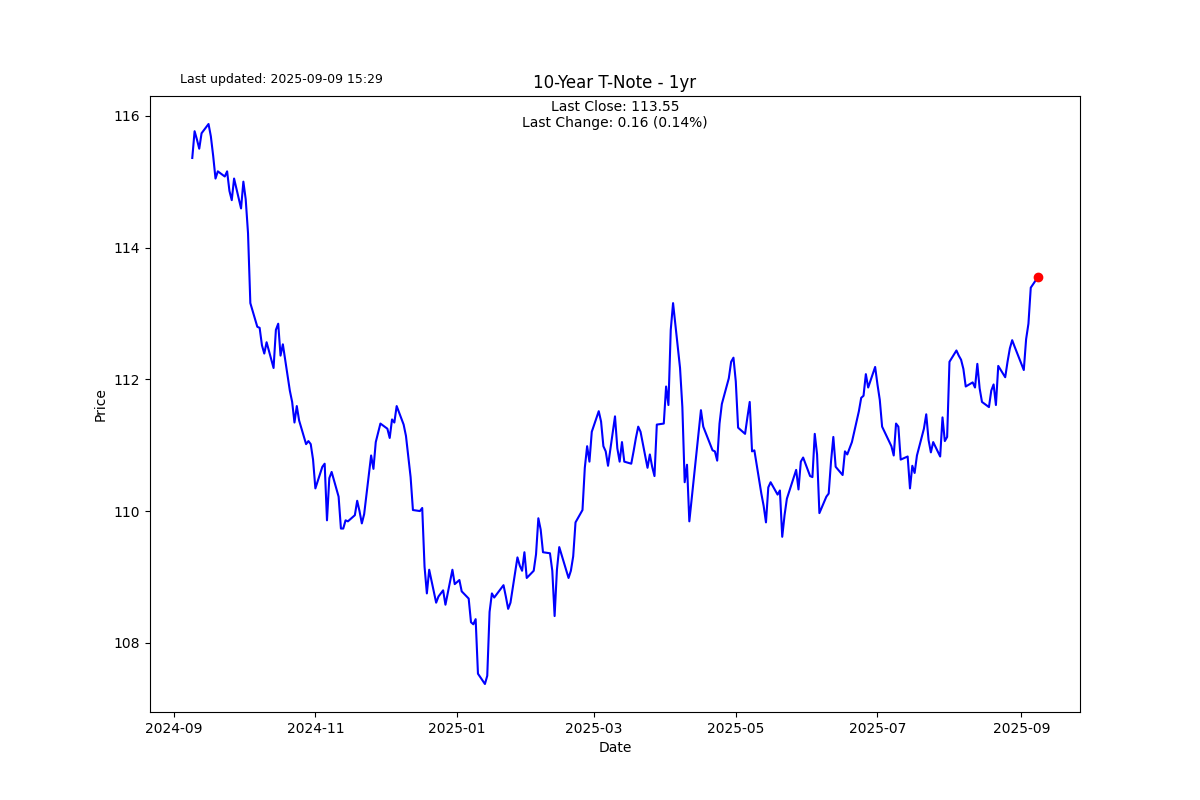 Last updated: 2025-09-09 15:29
10-Year T-Note - 1yr
Last Close: 113.55
Last Change: 0.16 (0.14%)
116
114
112
110
108
Price
2024-09
2024-11
2025-01
2025-03
2025-05
2025-07
2025-09
Date